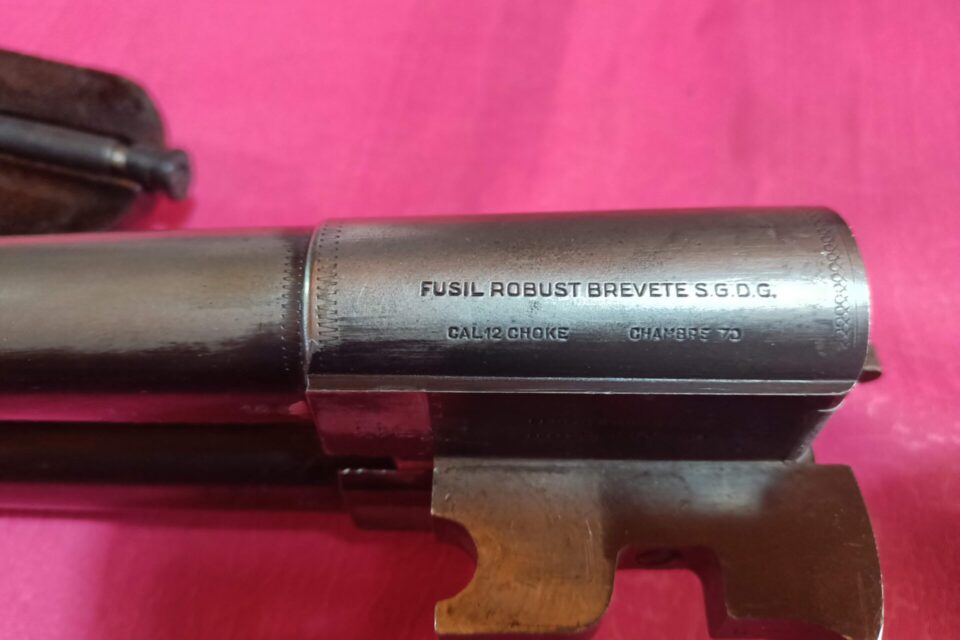 FUSIL ROBUST BREVETE S.G.D.G.
CAL.12 CHOKE CHAMBRE 70